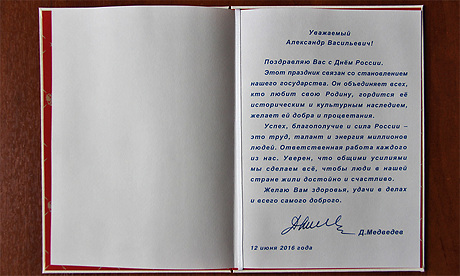 Уважаемый
Александр Васильевич!
Поздравляю Вас с Днём России.
Этот праздник связан со становлением
нашего государства. Он объединяет всех,
кто любит свою Родину, гордится её
историческим и культурным наследием,
желает ей добра и процветания.
Успех, благополучие и сила России –
это труд, талант и энергия миллионов
людей. Ответственная работа каждого
из нас. Уверен, что общими усилиями
мы сделаем всё, чтобы люди в нашей
стране жили достойно и счастливо.
Желаю Вам здоровья, удачи в делах
и всего самого доброго.
Д.Медведев
12 июня 2016 года